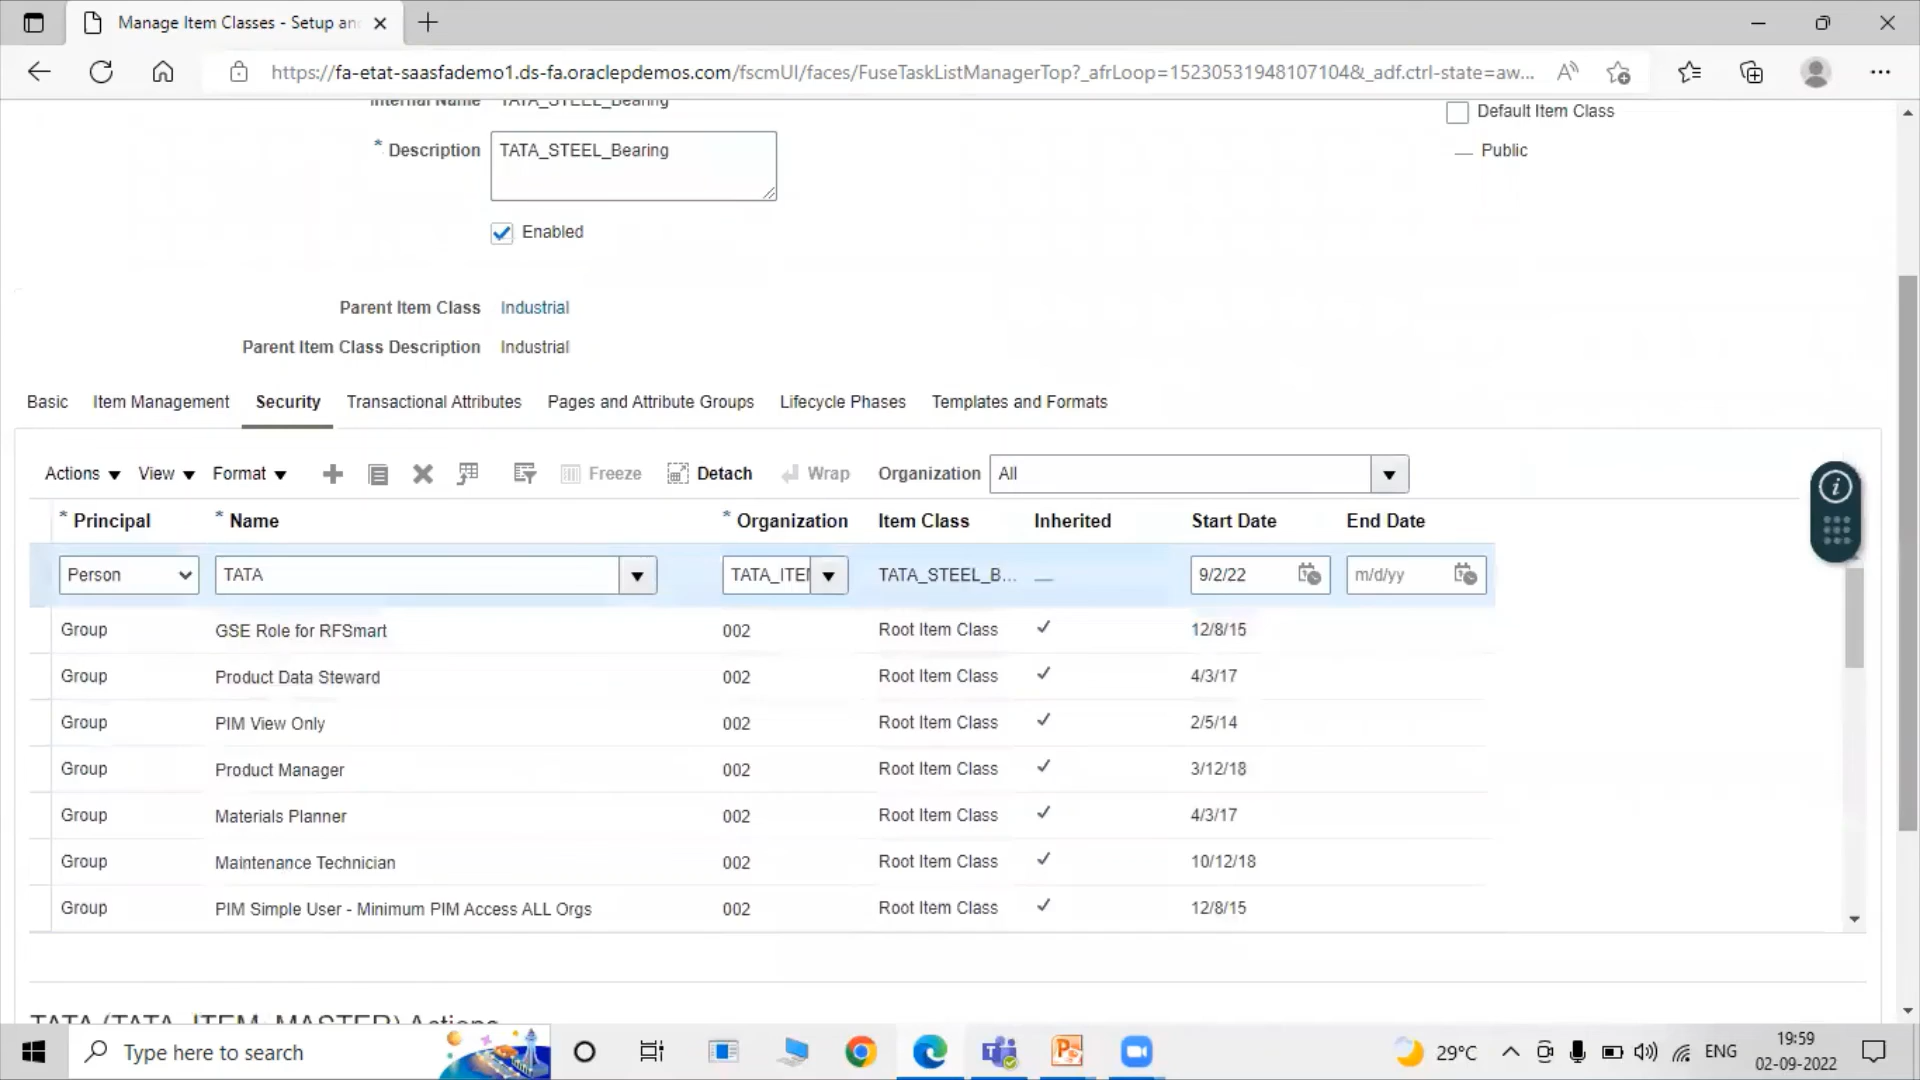 Manage Item Classes - Setup an
https://fa-etat-saasfademo1.ds-fa.oraclepdemos.com/fscmUI/faces/FuseTaskListManagerTop?_afrLoop=15230531948107104&_adf.ctrl-state=aw...
Internal Name TATA_STEEL_Bearing
Default Item Class
* Description TATA_STEEL_Bearing
Public
Enabled
Parent Item Class Industrial
Parent Item Class Description Industrial
Basic Item Management Security Transactional Attributes Pages and Attribute Groups Lifecycle Phases Templates and Formats
Actions View Format Freeze Detach Wrap Organization All
* Principal * Name * Organization Item Class Inherited Start Date End Date
Person TATA TATA_ITEM TATA_STEEL_B... 9/2/22 m/d/yy
Group GSE Role for RFSmart 002 Root Item Class 12/8/15
Group Product Data Steward 002 Root Item Class 4/3/17
Group PIM View Only 002 Root Item Class 2/5/14
Group Product Manager 002 Root Item Class 3/12/18
Group Materials Planner 002 Root Item Class 4/3/17
Group Maintenance Technician 002 Root Item Class 10/12/18
Group PIM Simple User - Minimum PIM Access ALL Orgs 002 Root Item Class 12/8/15
TATA (TATA_ITEM_MASTER) Actions
Type here to search
29°C
ENG
19:59
02-09-2022